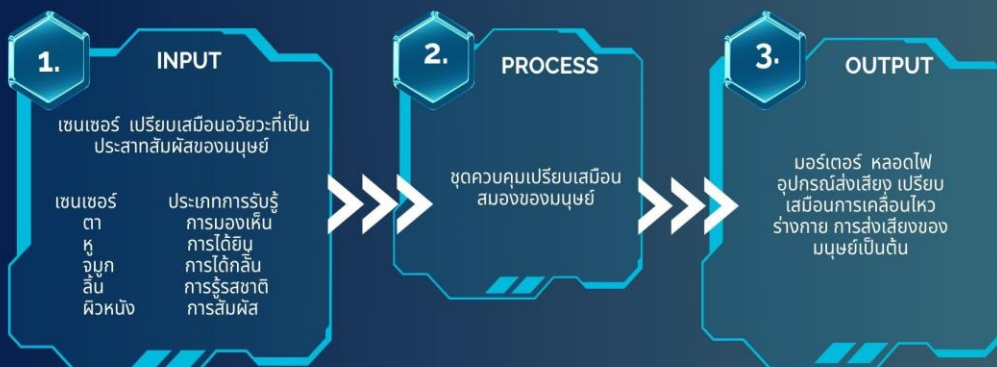 1.
INPUT
เซนเซอร์ เปรียบเสมือนอวัยวะที่เป็น
ประสาทสัมผัสของมนุษย์
เซนเซอร์ ประเภทการรับรู้
ตา การมองเห็น
หู การได้ยิน
จมูก การได้กลิ่น
ลิ้น การรู้รสชาติ
ผิวหนัง การสัมผัส
2.
PROCESS
ชุดควบคุมเปรียบเสมือน
สมองของมนุษย์
3.
OUTPUT
มอร์เตอร์ หลอดไฟ
อุปกรณ์ส่งเสียง เปรียบ
เสมือนการเคลื่อนไหว
ร่างกาย การส่งเสียงของ
มนุษย์เป็นต้น